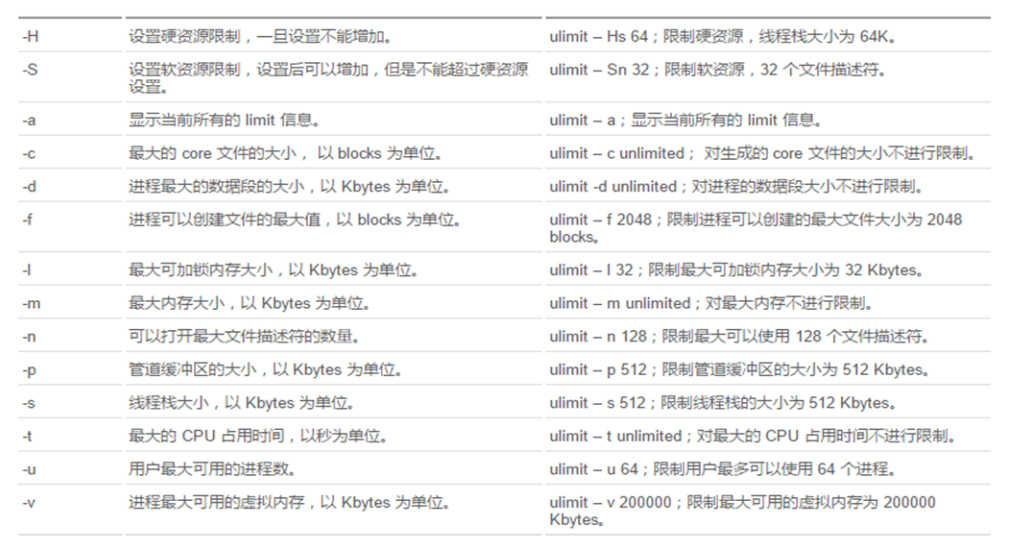 -H 设置硬资源限制，一旦设置不能增加。 ulimit – Hs 64；限制硬资源，线程栈大小为 64K。
-S 设置软资源限制，设置后可以增加，但是不能超过硬资源 ulimit – Sn 32；限制软资源，32 个文件描述符。
设置。
-a 显示当前所有的 limit 信息。 ulimit – a；显示当前所有的 limit 信息。
-c 最大的 core 文件的大小， 以 blocks 为单位。 ulimit – c unlimited； 对生成的 core 文件的大小不进行限制。
-d 进程最大的数据段的大小，以 Kbytes 为单位。 ulimit -d unlimited；对进程的数据段大小不进行限制。
-f 进程可以创建文件的最大值，以 blocks 为单位。 ulimit – f 2048；限制进程可以创建的最大文件大小为 2048
blocks。
-l 最大可加锁内存大小，以 Kbytes 为单位。 ulimit – l 32；限制最大可加锁内存大小为 32 Kbytes。
-m 最大内存大小，以 Kbytes 为单位。 ulimit – m unlimited；对最大内存不进行限制。
-n 可以打开最大文件描述符的数量。 ulimit – n 128；限制最大可以使用 128 个文件描述符。
-p 管道缓冲区的大小，以 Kbytes 为单位。 ulimit – p 512；限制管道缓冲区的大小为 512 Kbytes。
-s 线程栈大小，以 Kbytes 为单位。 ulimit – s 512；限制线程栈的大小为 512 Kbytes。
-t 最大的 CPU 占用时间，以秒为单位。 ulimit – t unlimited；对最大的 CPU 占用时间不进行限制。
-u 用户最大可用的进程数。 ulimit – u 64；限制用户最多可以使用 64 个进程。
-v 进程最大可用的虚拟内存，以 Kbytes 为单位。 ulimit – v 200000；限制最大可用的虚拟内存为 200000
Kbytes。